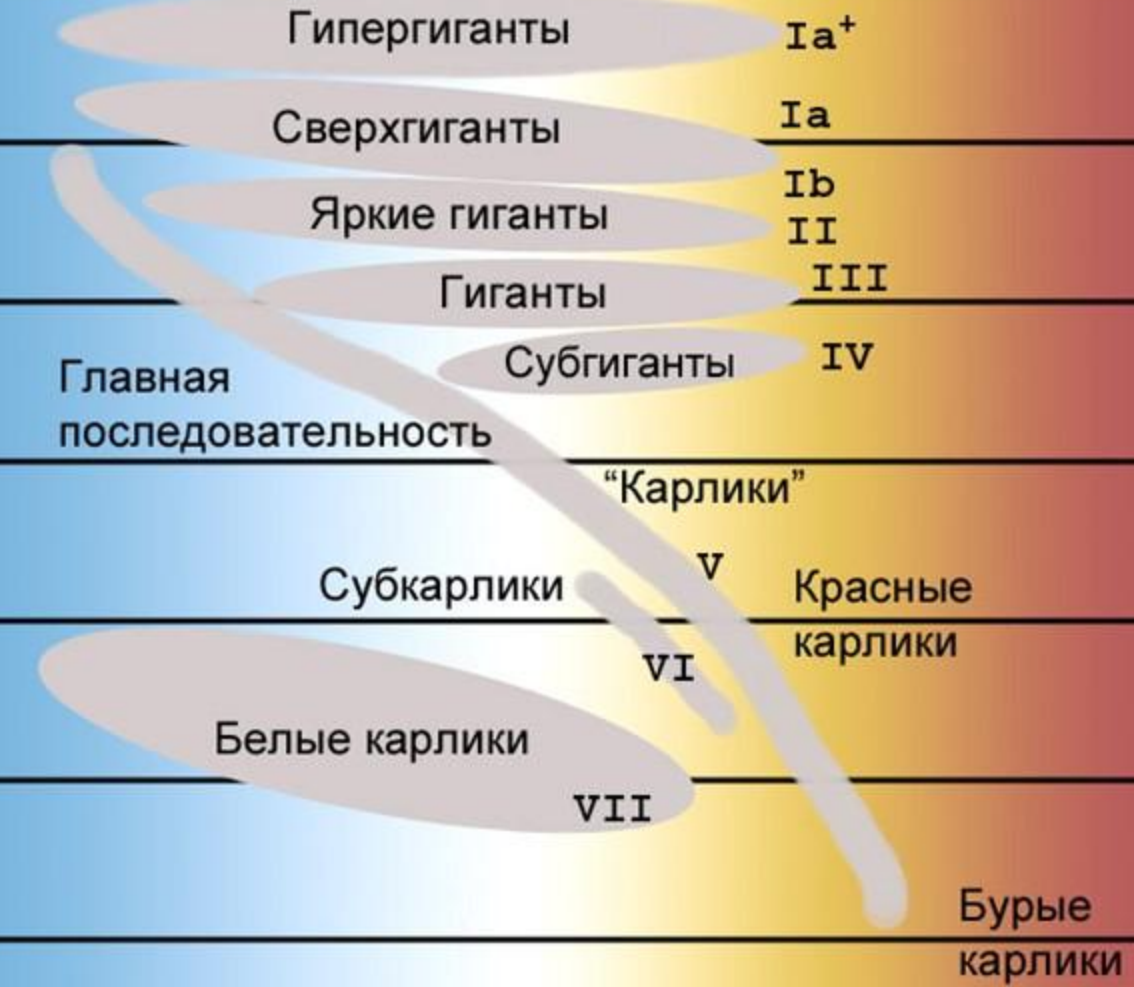 Гипергиганты Ia⁺
Ia
Сверхгиганты
Ib
Яркие гиганты
II
III
Гиганты
Субгиганты IV
Главная
последовательность
“Карлики”
V
Субкарлики
Красные
карлики
VI
Белые карлики
VII
Бурые
карлики